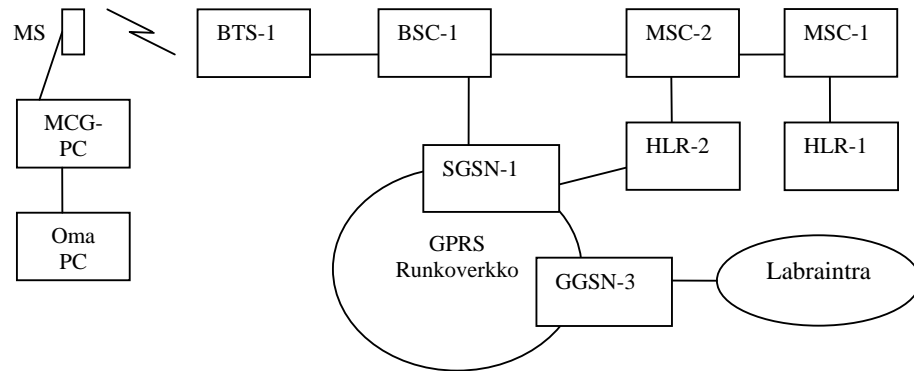 MS
BTS-1
BSC-1
MSC-2
MSC-1
MCG-
PC
SGSN-1
HLR-2
HLR-1
Oma
PC
GPRS
Runkoverkko
GGSN-3
Labraintra